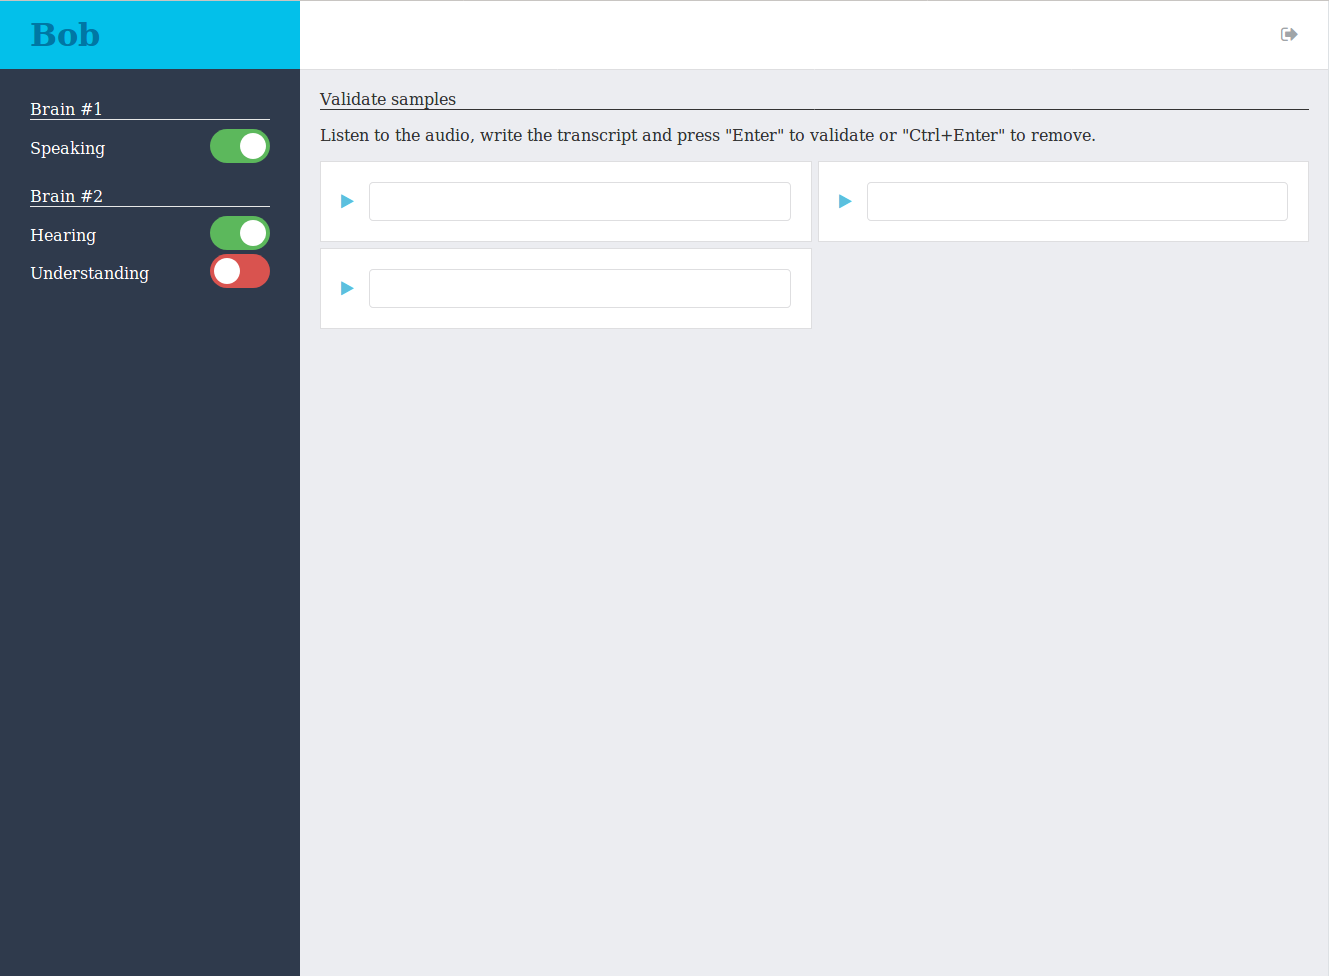 Bob
Brain #1
Speaking
Brain #2
Hearing
Understanding
Validate samples
Listen to the audio, write the transcript and press "Enter" to validate or "Ctrl+Enter" to remove.